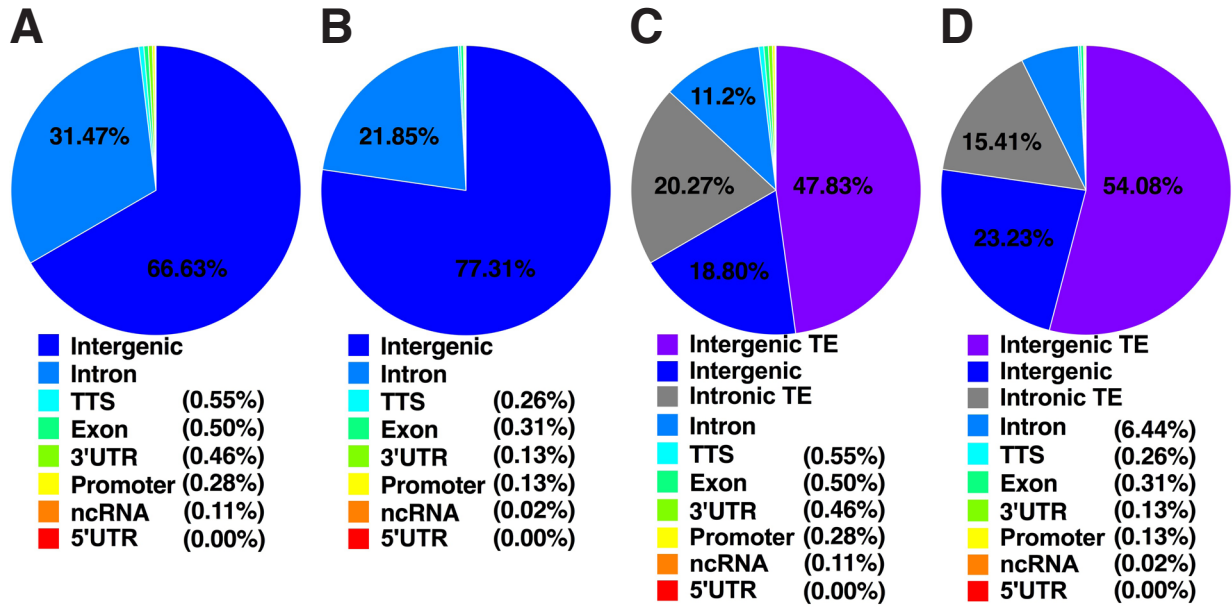 A
31.47%
66.63%
Intergenic
Intron
TTS (0.55%)
Exon (0.50%)
3'UTR (0.46%)
Promoter (0.28%)
ncRNA (0.11%)
5'UTR (0.00%)
B
21.85%
77.31%
Intergenic
Intron
TTS (0.26%)
Exon (0.31%)
3'UTR (0.13%)
Promoter (0.13%)
ncRNA (0.02%)
5'UTR (0.00%)
C
11.2%
20.27%
47.83%
18.80%
Intergenic TE
Intergenic
Intronic TE
Intron
TTS (0.55%)
Exon (0.50%)
3'UTR (0.46%)
Promoter (0.28%)
ncRNA (0.11%)
5'UTR (0.00%)
D
15.41%
54.08%
23.23%
Intergenic TE
Intergenic
Intronic TE
Intron (6.44%)
TTS (0.26%)
Exon (0.31%)
3'UTR (0.13%)
Promoter (0.13%)
ncRNA (0.02%)
5'UTR (0.00%)